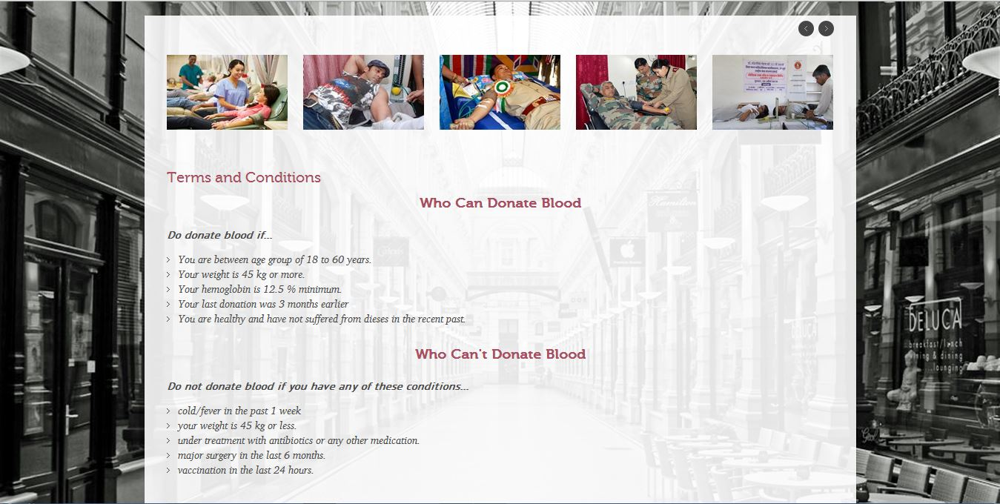 Terms and Conditions
Who Can Donate Blood
Do donate blood if...
You are between age group of 18 to 60 years.
Your weight is 45 kg or more.
Your hemoglobin is 12.5 % minimum.
Your last donation was 3 months earlier
You are healthy and have not suffered from dieses in the recent past.
Who Can't Donate Blood
Do not donate blood if you have any of these conditions...
cold/fever in the past 1 week
your weight is 45 kg or less.
under treatment with antibiotics or any other medication.
major surgery in the last 6 months.
vaccination in the last 24 hours.
Hamilton
DELUCA
breakfast/lunch
wining & dining
...lounging